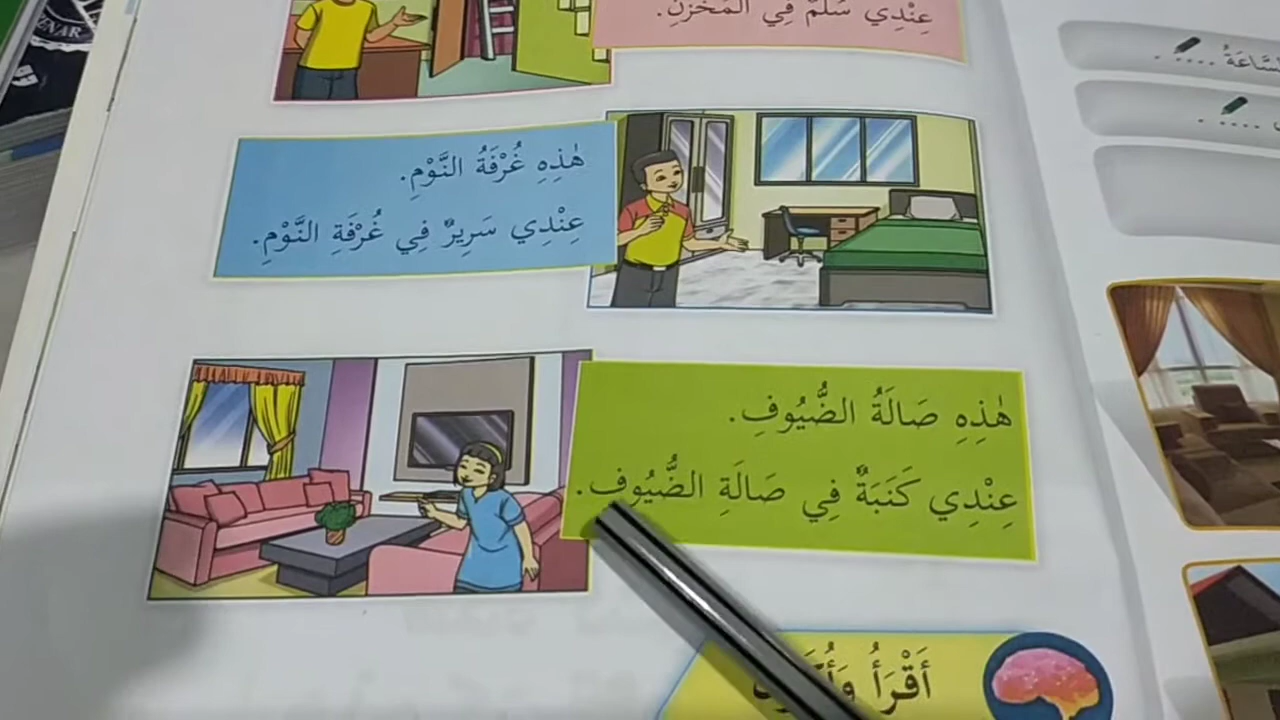 عِنْدِي سُلَّمٌ فِي الْمَخْزَنِ.
هٰذِهِ غُرْفَةُ النَّوْمِ.
عِنْدِي سَرِيرٌ فِي غُرْفَةِ النَّوْمِ.
هٰذِهِ صَالَةُ الضُّيُوفِ.
عِنْدِي كَنَبَةٌ فِي صَالَةِ الضُّيُوفِ.
أَقْرَأُ